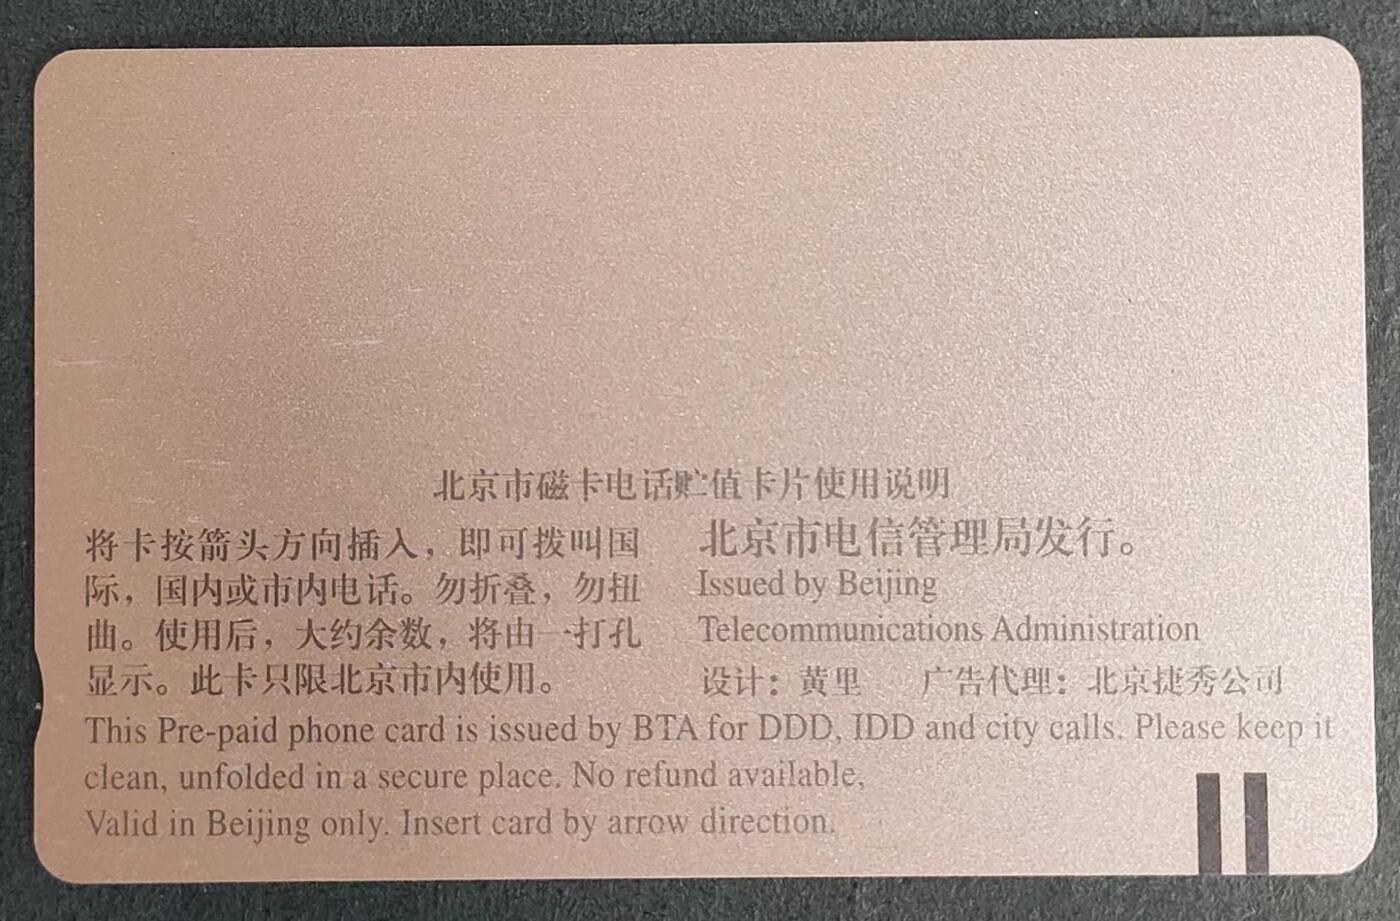 北京市磁卡电话贮值卡片使用说明
将卡按箭头方向插入，即可拨叫国
际，国内或市内电话。勿折叠，勿扭
曲。使用后，大约余数，将由一打孔
显示。此卡只限北京市内使用。
北京市电信管理局发行。
Issued by Beijing
Telecommunications Administration
设计：黄里 广告代理：北京捷秀公司
This Pre-paid phone card is issued by BTA for DDD, IDD and city calls. Please keep it
clean, unfolded in a secure place. No refund available,
Valid in Beijing only. Insert card by arrow direction.